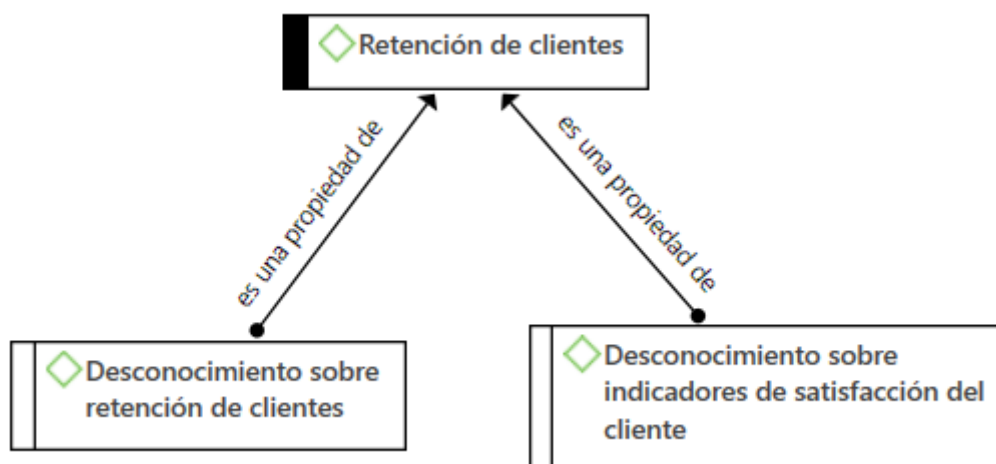 Retención de clientes
es una propiedad de
es una propiedad de
Desconocimiento sobre
retención de clientes
Desconocimiento sobre
indicadores de satisfacción del
cliente